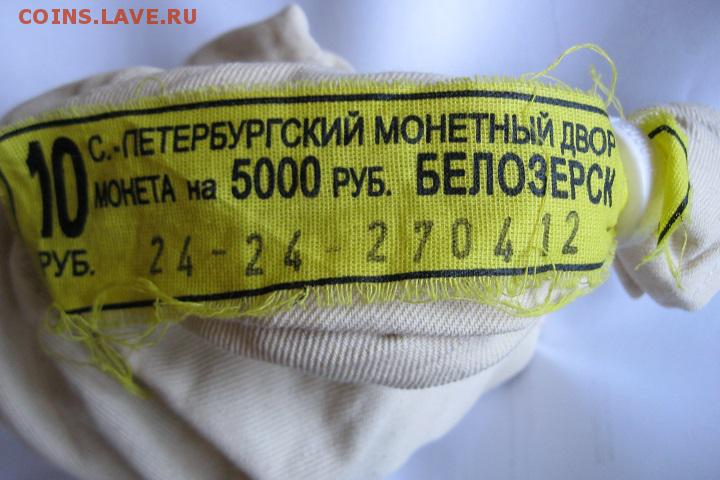 COINS.LAVE.RU
10 С.-ПЕТЕРБУРГСКИЙ МОНЕТНЫЙ ДВОР
МОНЕТА на 5000 РУБ. БЕЛОЗЕРСК
РУБ. 24-24-270412